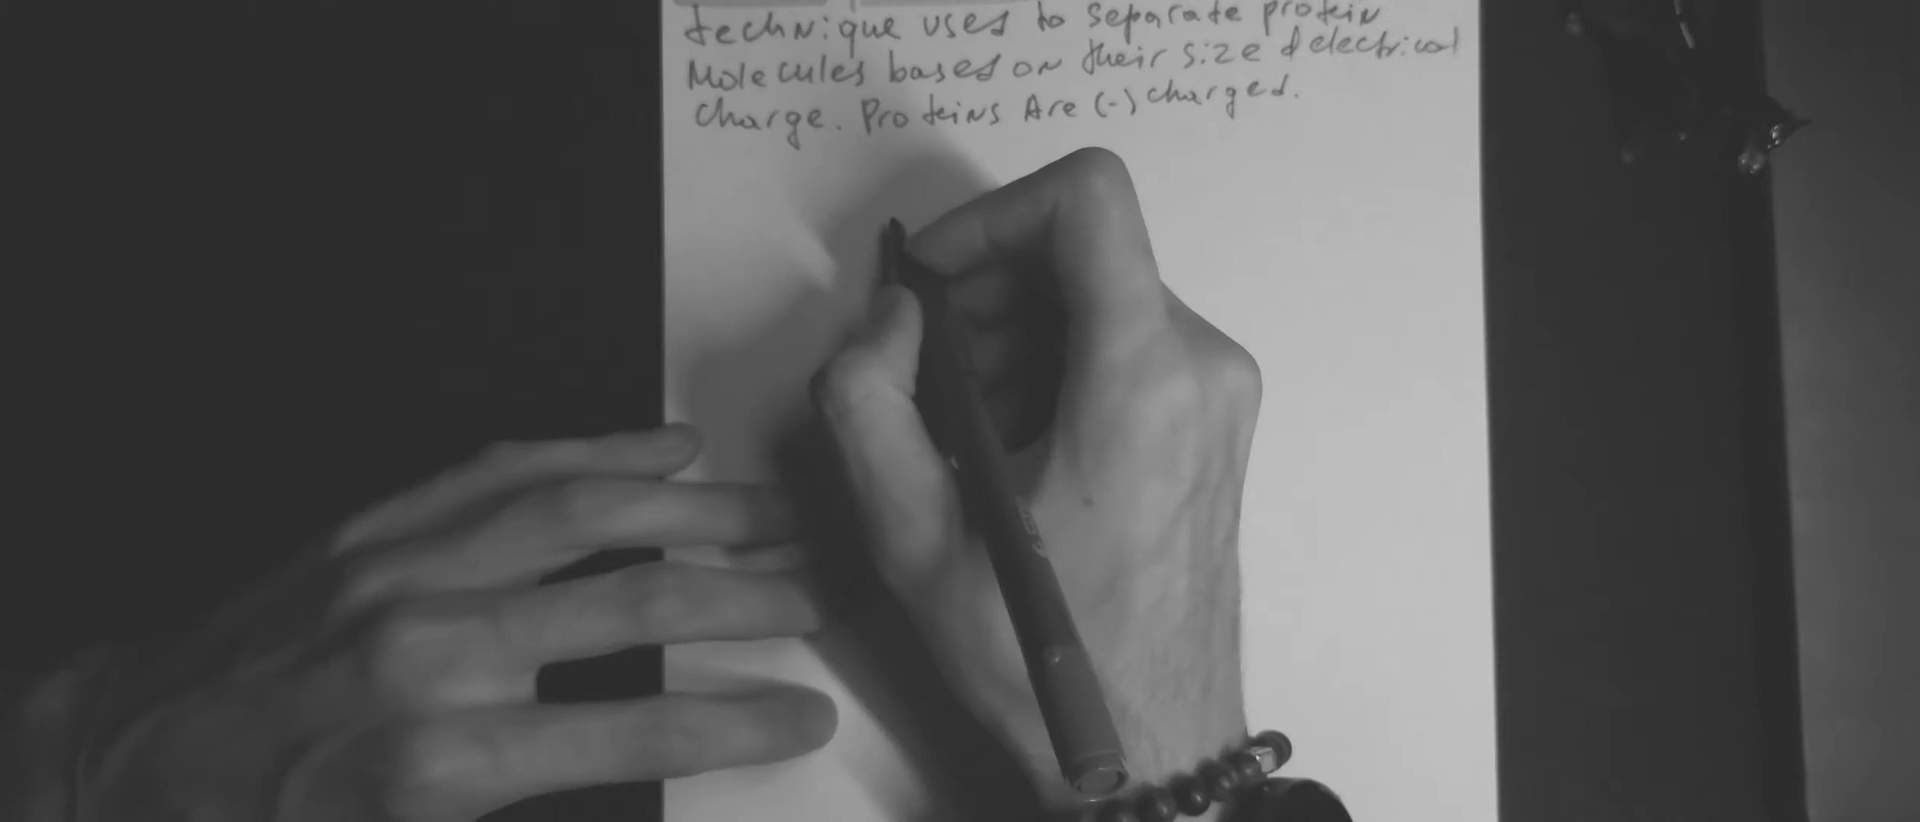 technique uses to separate protein
Molecules based on their size & electrical
charge. Proteins Are (-) charged.